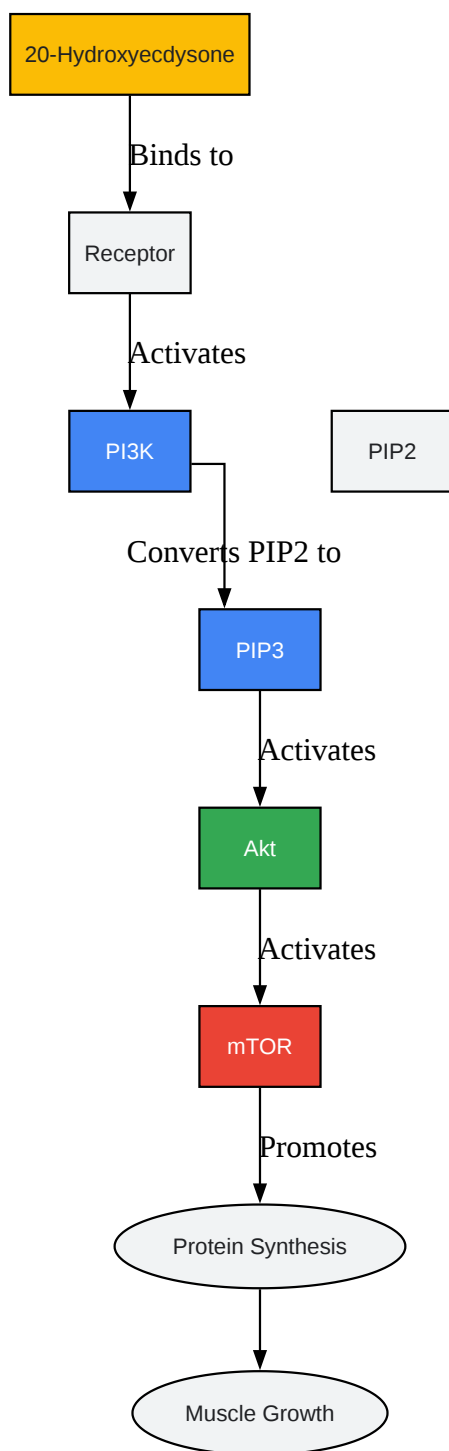 20-Hydroxyecdysone
Binds to
Receptor
Activates
PI3K
PIP2
Converts PIP2 to
PIP3
Activates
Akt
Activates
mTOR
Promotes
Protein Synthesis
Muscle Growth